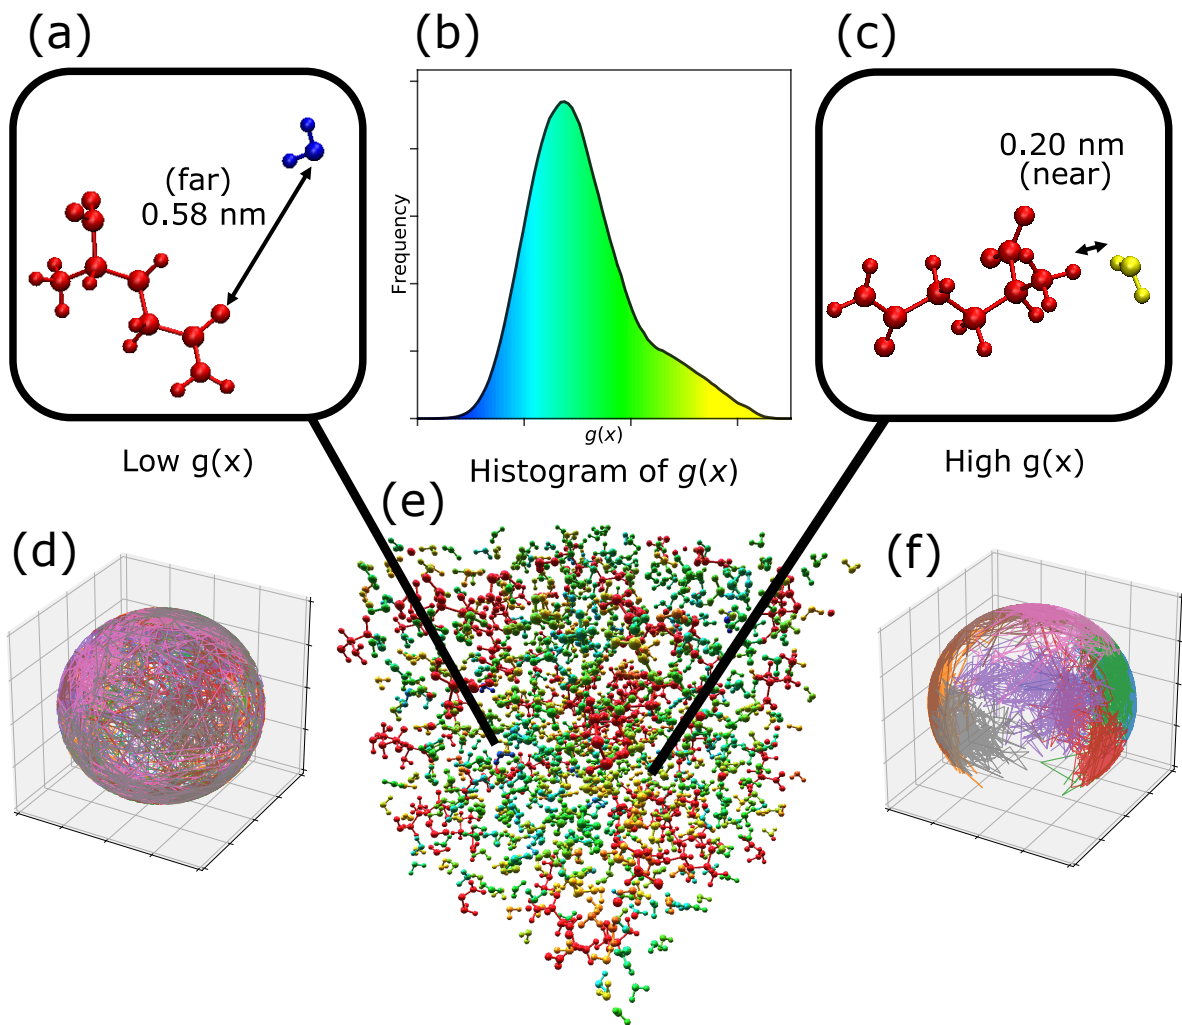 (a)
(far)
0.58 nm
Low g(x)
(b)
Frequency
g(x)
Histogram of g(x)
(c)
0.20 nm
(near)
High g(x)
(d)
(e)
(f)